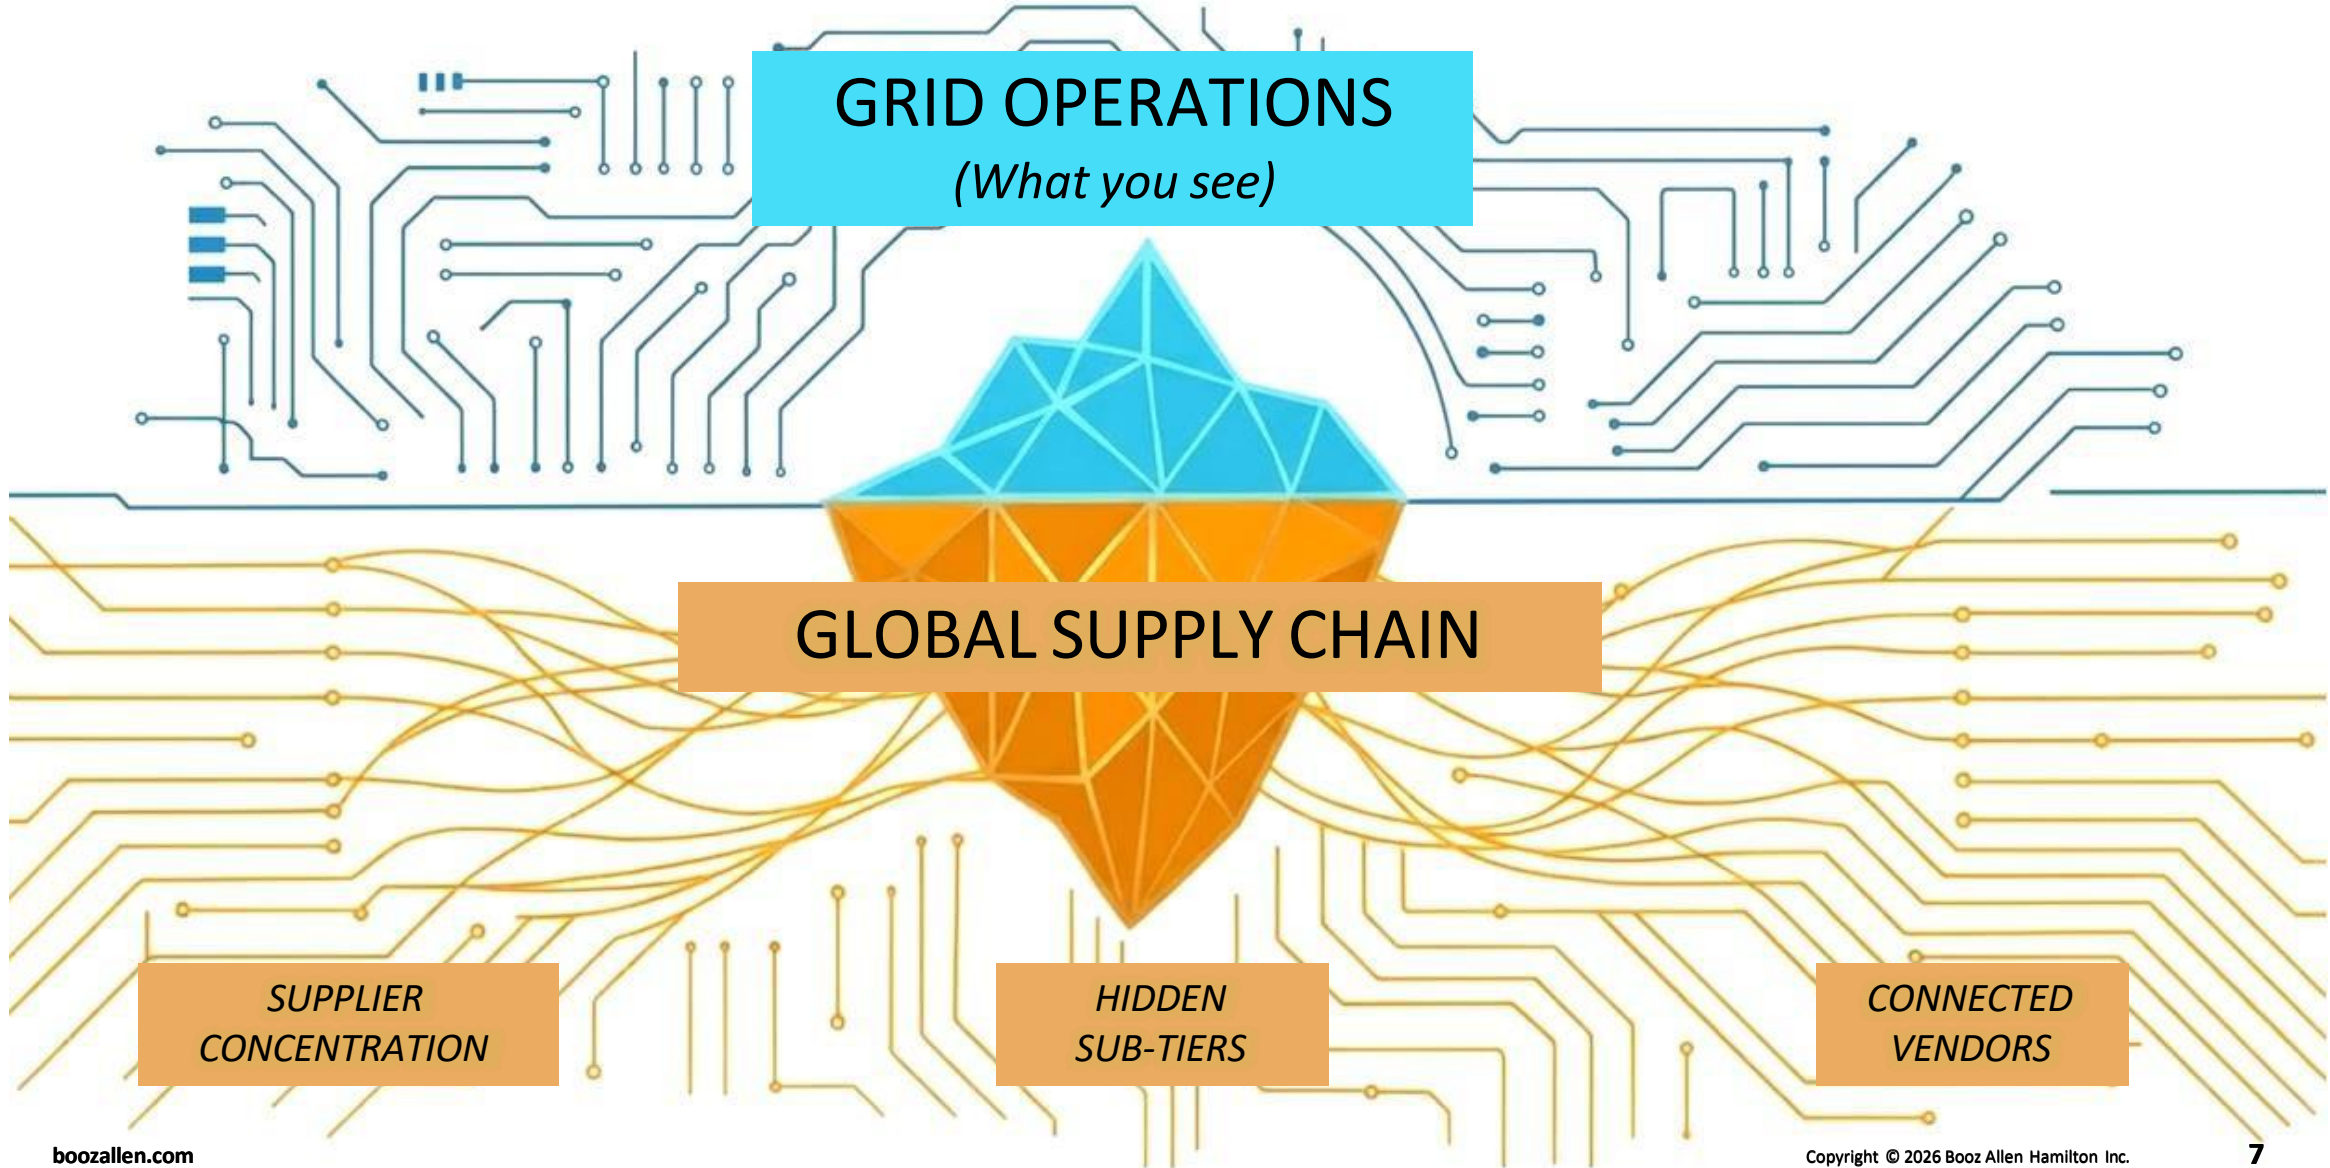 GRID OPERATIONS
(What you see)
GLOBAL SUPPLY CHAIN
SUPPLIER
CONCENTRATION
HIDDEN
SUB-TIERS
CONNECTED
VENDORS
boozallen.com
Copyright © 2026 Booz Allen Hamilton Inc.
7